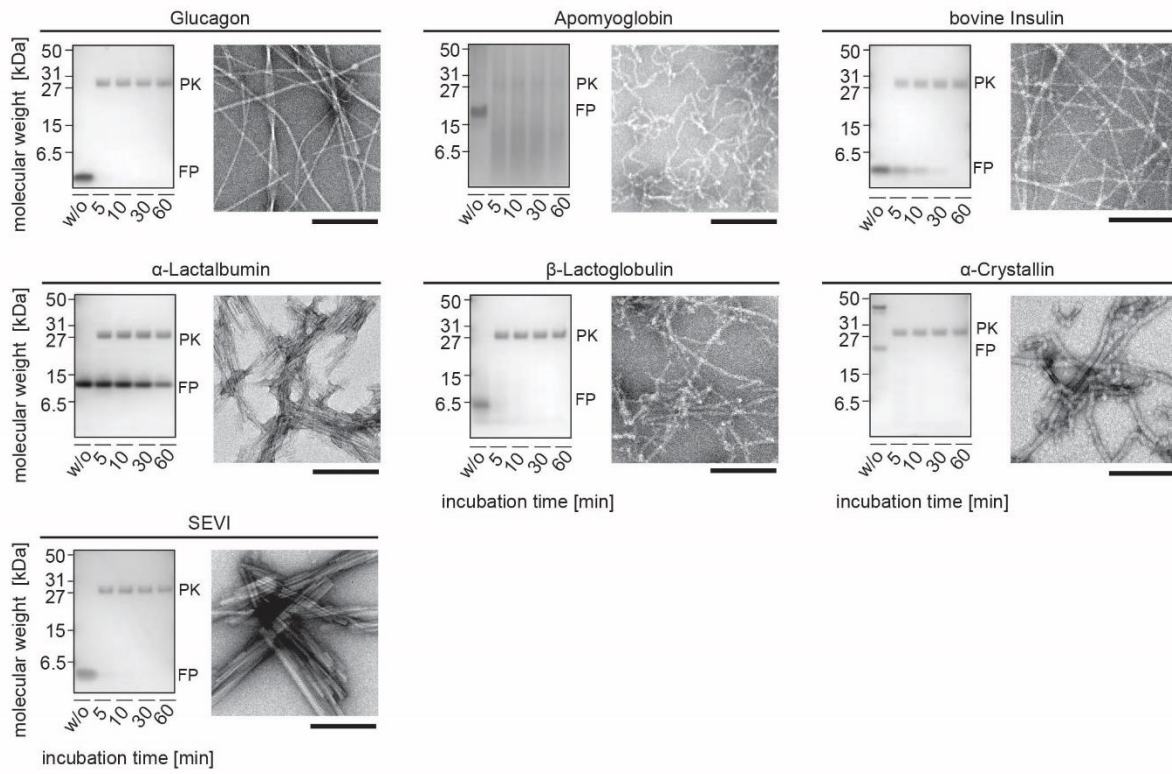 Glucagon
molecular weight [kDa]
50
31
27
15
6.5
PK
FP
w/o 5 10 30 60
Apomyoglobin
50
31
27
15
6.5
PK
FP
w/o 5 10 30 60
bovine Insulin
50
31
27
15
6.5
PK
FP
w/o 5 10 30 60
α-Lactalbumin
molecular weight [kDa]
50
31
27
15
6.5
PK
FP
w/o 5 10 30 60
β-Lactoglobulin
50
31
27
15
6.5
PK
FP
w/o 5 10 30 60
incubation time [min]
α-Crystallin
50
31
27
15
6.5
PK
FP
w/o 5 10 30 60
incubation time [min]
SEVI
molecular weight [kDa]
50
31
27
15
6.5
PK
FP
w/o 5 10 30 60
incubation time [min]